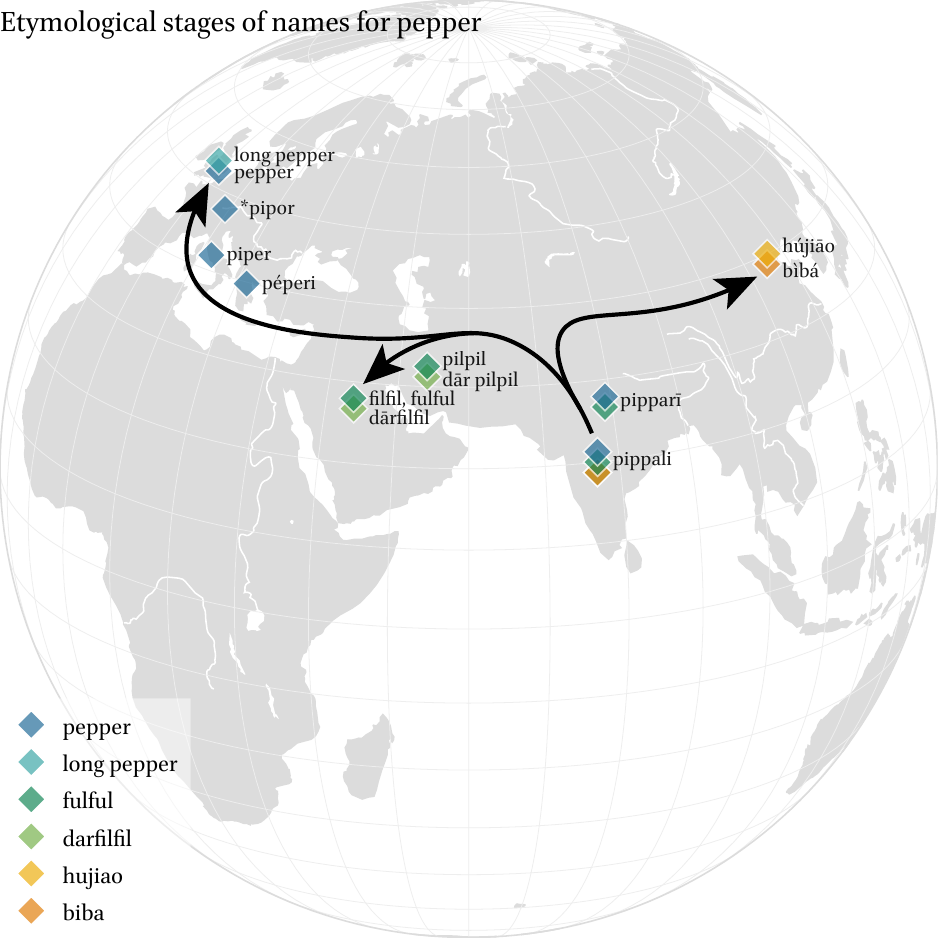 Etymological stages of names for pepper
long pepper
pepper
*pipor
piper
péperi
hújiāo
bìbá
pilpil
dār pilpil
filfil, fulful
dārfilfil
pipparī
pippali
pepper
long pepper
fulful
darfilfil
hujiao
biba